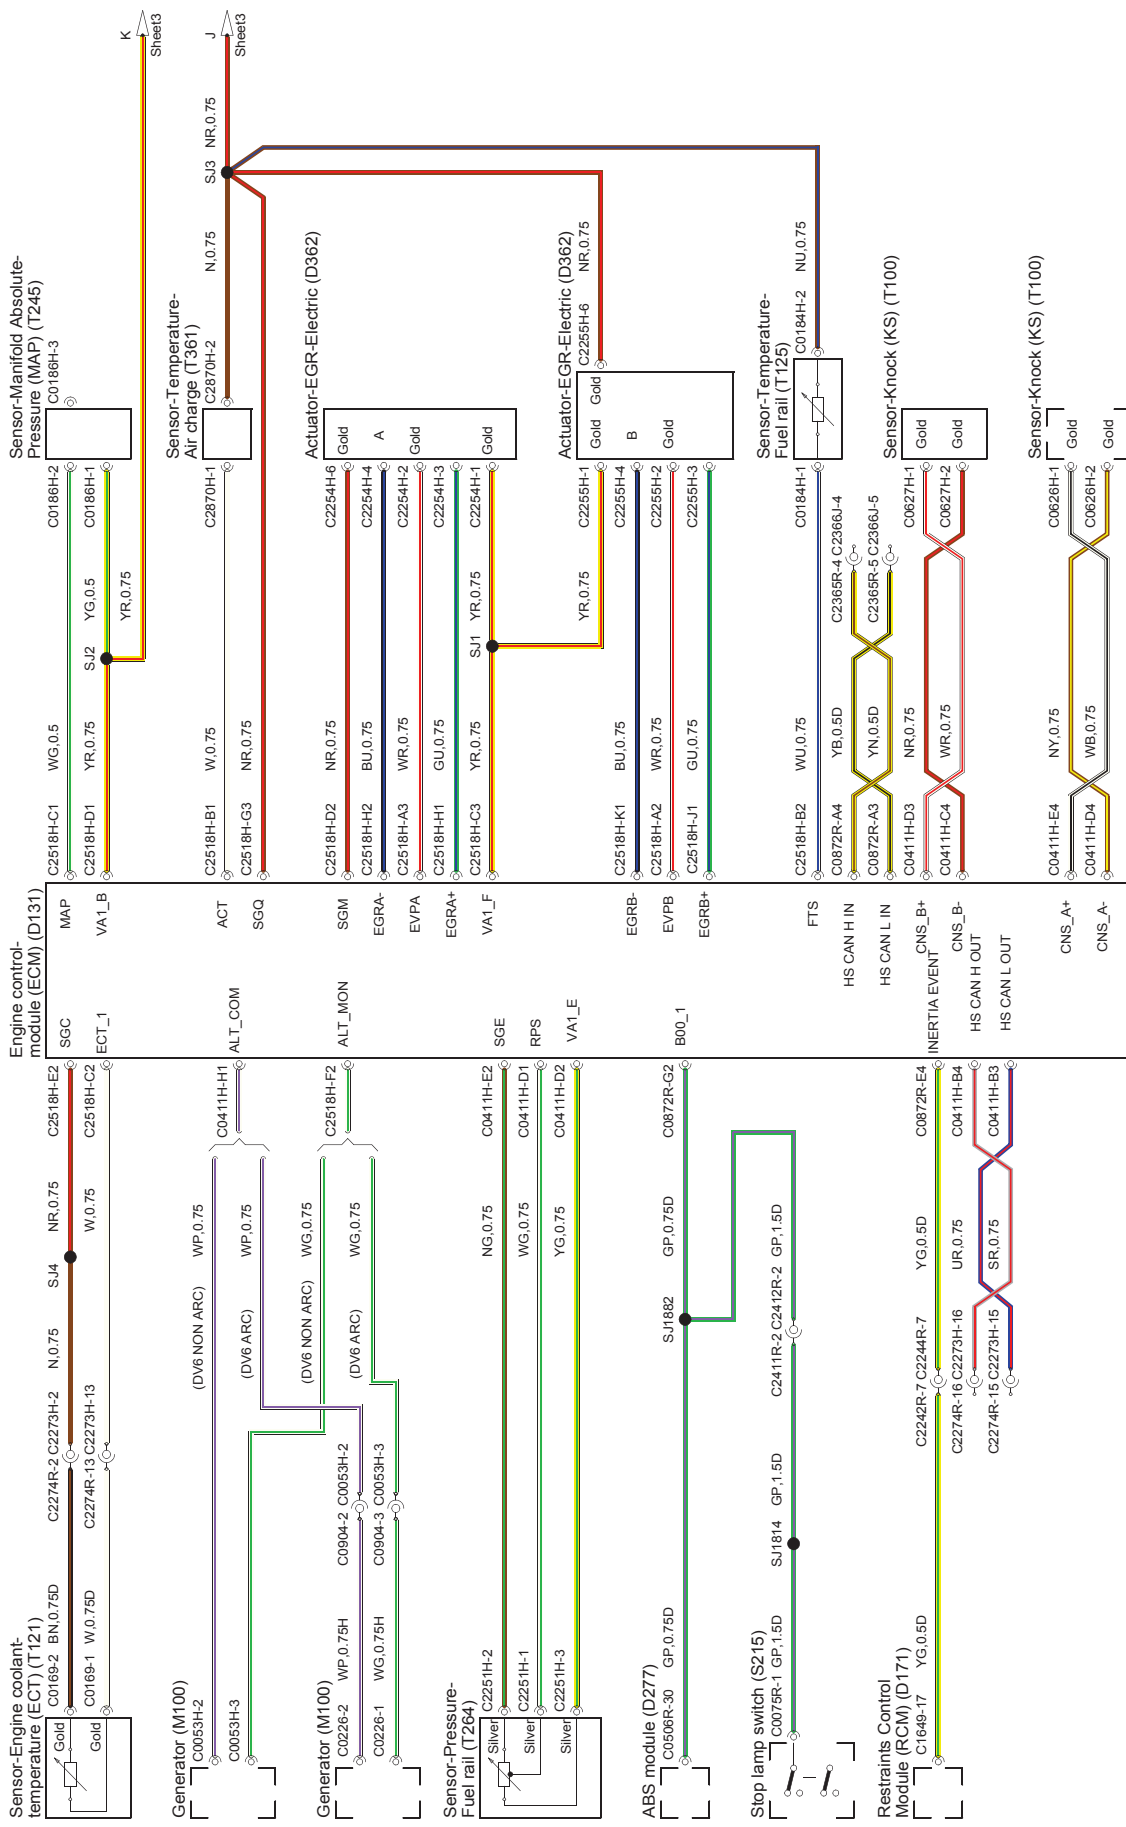 K
Sheet3
J
Sheet3
NR,0.75
SJ3
N,0.75
Sensor-Manifold Absolute-
Pressure (MAP) (T245)
C0186H-3
C0186H-2
C0186H-1
WG,0.5
YG,0.5
YR,0.75
SJ2
YR,0.75
C2518H-C1
C2518H-D1
Sensor-Temperature-
Air charge (T361)
C2870H-2
C2870H-1
W,0.75
NR,0.75
C2518H-B1
C2518H-G3
Actuator-EGR-Electric (D362)
Gold
A
Gold
Gold
C2254H-6
C2254H-4
C2254H-2
C2254H-3
C2254H-1
YR,0.75
SJ1
NR,0.75
BU,0.75
WR,0.75
GU,0.75
YR,0.75
C2518H-D2
C2518H-H2
C2518H-A3
C2518H-H1
C2518H-C3
Actuator-EGR-Electric (D362)
C2255H-6
NR,0.75
Gold
Gold
B
Gold
C2255H-1
C2255H-4
C2255H-2
C2255H-3
YR,0.75
BU,0.75
WR,0.75
GU,0.75
C2518H-K1
C2518H-A2
C2518H-J1
Sensor-Temperature-
Fuel rail (T125)
C0184H-2
NU,0.75
C0184H-1
WU,0.75
C2518H-B2
C2365R-4 C2366J-4
C2365R-5 C2366J-5
YB,0.5D
YN,0.5D
C0872R-A4
C0872R-A3
Sensor-Knock (KS) (T100)
Gold
Gold
C0627H-1
C0627H-2
NR,0.75
WR,0.75
C0411H-D3
C0411H-C4
Sensor-Knock (KS) (T100)
Gold
Gold
C0626H-1
C0626H-2
NY,0.75
WB,0.75
C0411H-E4
C0411H-D4
Engine control-
module (ECM) (D131)
MAP
VA1_B
ACT
SGQ
SGM
EGRA-
EVPA
EGRA+
VA1_F
EGRB-
EVPB
EGRB+
FTS
HS CAN H IN
HS CAN L IN
CNS_B+
CNS_B-
CNS_A+
CNS_A-
SGC
ECT_1
ALT_COM
ALT_MON
SGE
RPS
VA1_E
B00_1
INERTIA EVENT
HS CAN H OUT
HS CAN L OUT
C2518H-E2
C2518H-C2
NR,0.75
W,0.75
SJ4
N,0.75
C2274R-2 C2273H-2
C2274R-13 C2273H-13
BN,0.75D
W,0.75D
C0169-2
C0169-1
Gold
Gold
Sensor-Engine coolant-
temperature (ECT) (T121)
C0411H-H1
C2518H-F2
WP,0.75
WP,0.75
WG,0.75
WG,0.75
(DV6 NON ARC)
(DV6 ARC)
(DV6 NON ARC)
(DV6 ARC)
C0053H-2
C0053H-3
Generator (M100)
C0904-2 C0053H-2
C0904-3 C0053H-3
WP,0.75H
WG,0.75H
C0226-2
C0226-1
Generator (M100)
C0411H-E2
C0411H-D1
C0411H-D2
NG,0.75
WG,0.75
YG,0.75
C2251H-2
C2251H-1
C2251H-3
Silver
Silver
Silver
Sensor-Pressure-
Fuel rail (T264)
C0872R-G2
GP,0.75D
GP,1.5D
SJ1882
C2411R-2 C2412R-2
GP,1.5D
SJ1814
GP,0.75D
GP,1.5D
C0506R-30
C0075R-1
ABS module (D277)
Stop lamp switch (S215)
C0872R-E4
C0411H-B4
C0411H-B3
YG,0.5D
UR,0.75
SR,0.75
C2242R-7 C2244R-7
C2274R-16 C2273H-16
C2274R-15 C2273H-15
YG,0.5D
C1649-17
Restraints Control
Module (RCM) (D171)